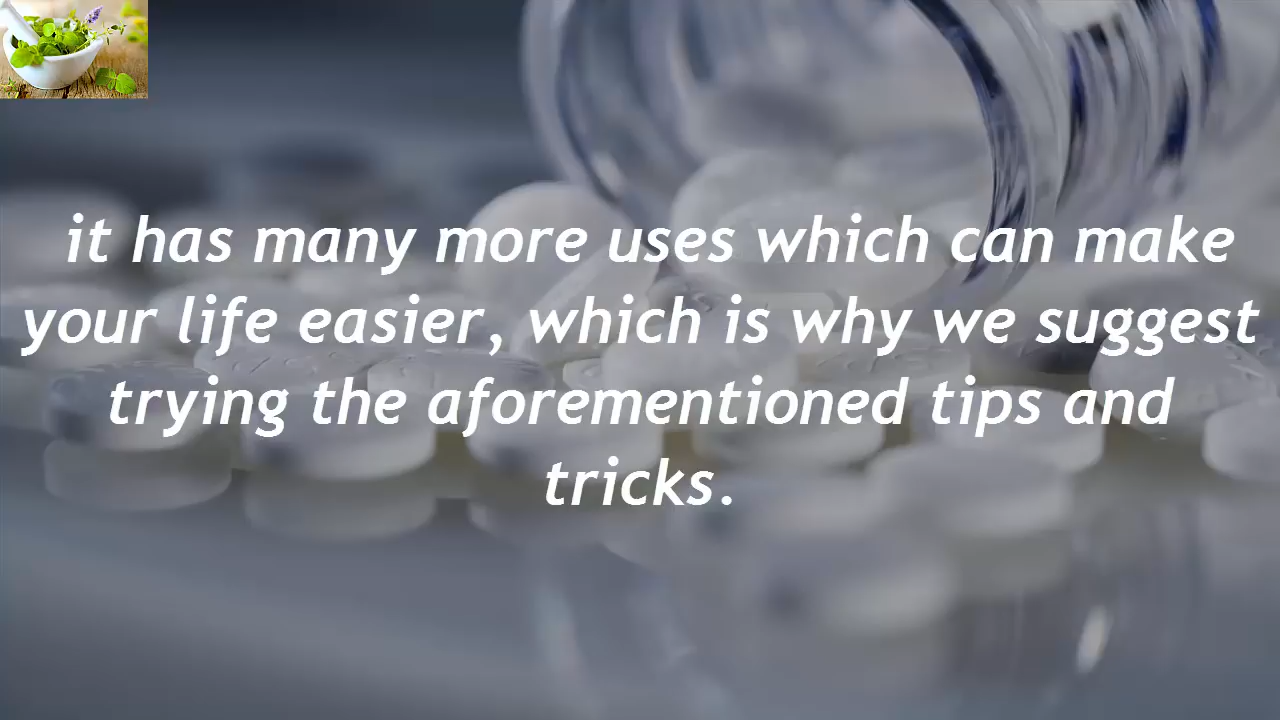 it has many more uses which can make
your life easier, which is why we suggest
trying the aforementioned tips and
tricks.